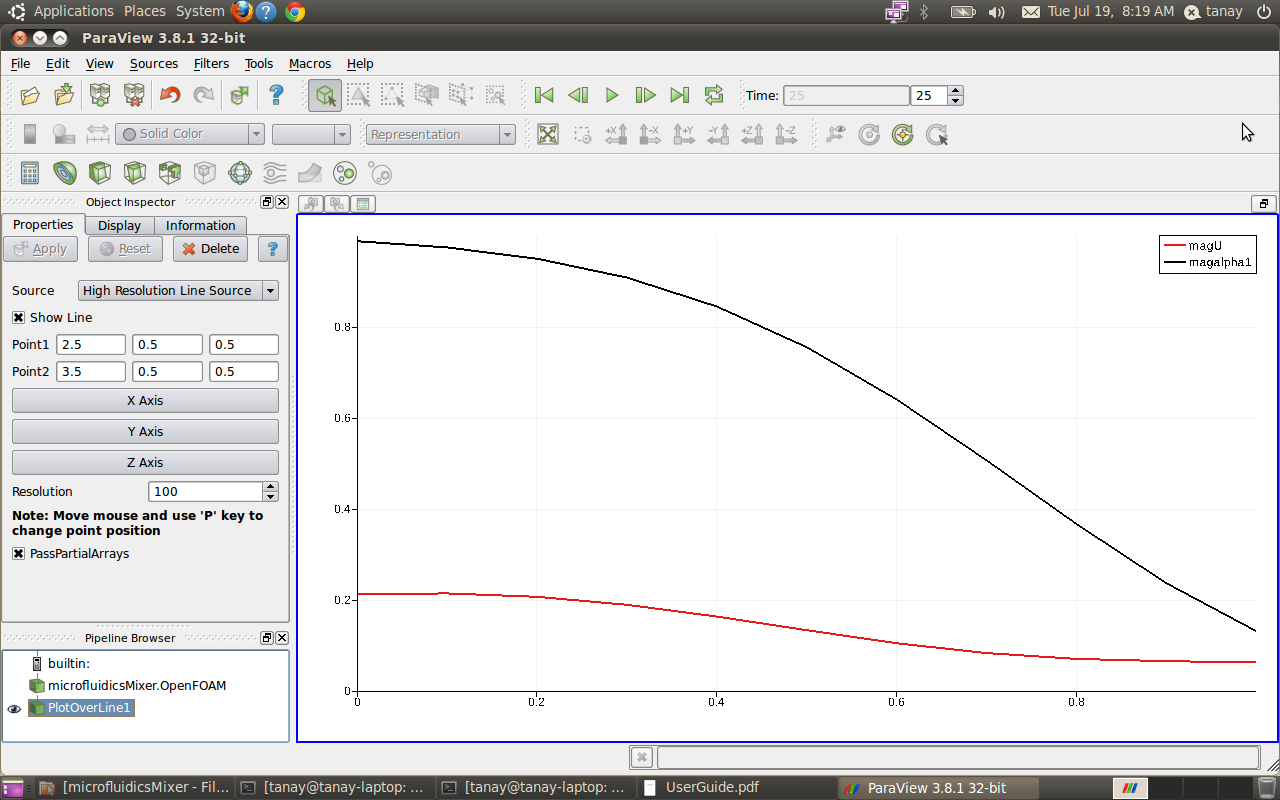 Applications Places System ? Tue Jul 19, 8:19 AM tanay
ParaView 3.8.1 32-bit
File Edit View Sources Filters Tools Macros Help
? Time: 25 25
Solid Color Representation +X -X +Y -Y +Z -Z
Object Inspector
Properties Display Information
Apply Reset Delete ?
Source High Resolution Line Source
Show Line
Point1 2.5 0.5 0.5
Point2 3.5 0.5 0.5
X Axis
Y Axis
Z Axis
Resolution 100
Note: Move mouse and use 'P' key to
change point position
PassPartialArrays
Pipeline Browser
builtin:
microfluidicsMixer.OpenFOAM
PlotOverLine1
magU
magalpha1
0.8
0.6
0.4
0.2
0
0 0.2 0.4 0.6 0.8
[microfluidicsMixer - Fil... [tanay@tanay-laptop: ... [tanay@tanay-laptop: ... UserGuide.pdf ParaView 3.8.1 32-bit